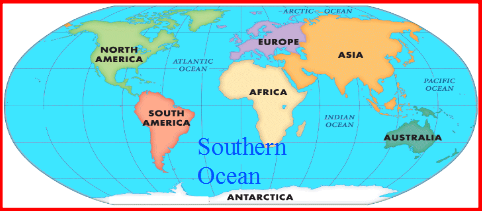 ARCTIC OCEAN
NORTH
AMERICA
EUROPE
ASIA
ATLANTIC
OCEAN
PACIFIC
OCEAN
AFRICA
SOUTH
AMERICA
INDIAN
OCEAN
AUSTRALIA
Southern
Ocean
ANTARCTICA